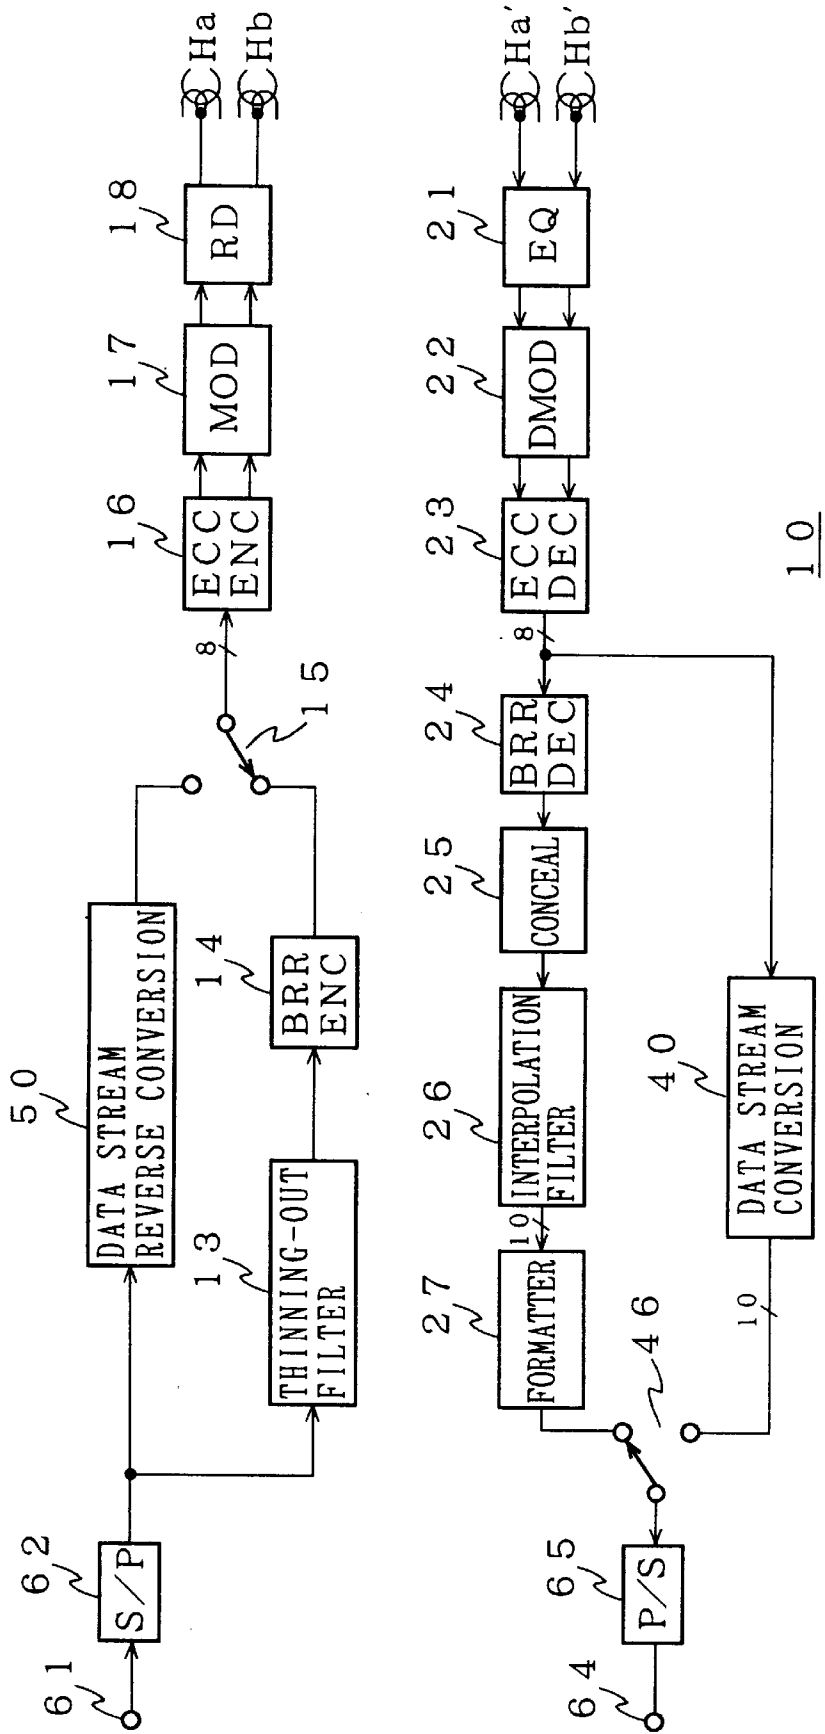 61
62
S/P
50
DATA STREAM
REVERSE CONVERSION
13
THINNING-OUT
FILTER
14
BRR
ENC
15
8
16
ECC
ENC
17
MOD
18
RD
Ha
Hb
64
65
P/S
46
27
FORMATTER
10
26
INTERPOLATION
FILTER
25
CONCEAL
24
BRR
DEC
8
23
ECC
DEC
22
DMOD
21
EQ
Ha′
Hb′
10
40
DATA STREAM
CONVERSION
10